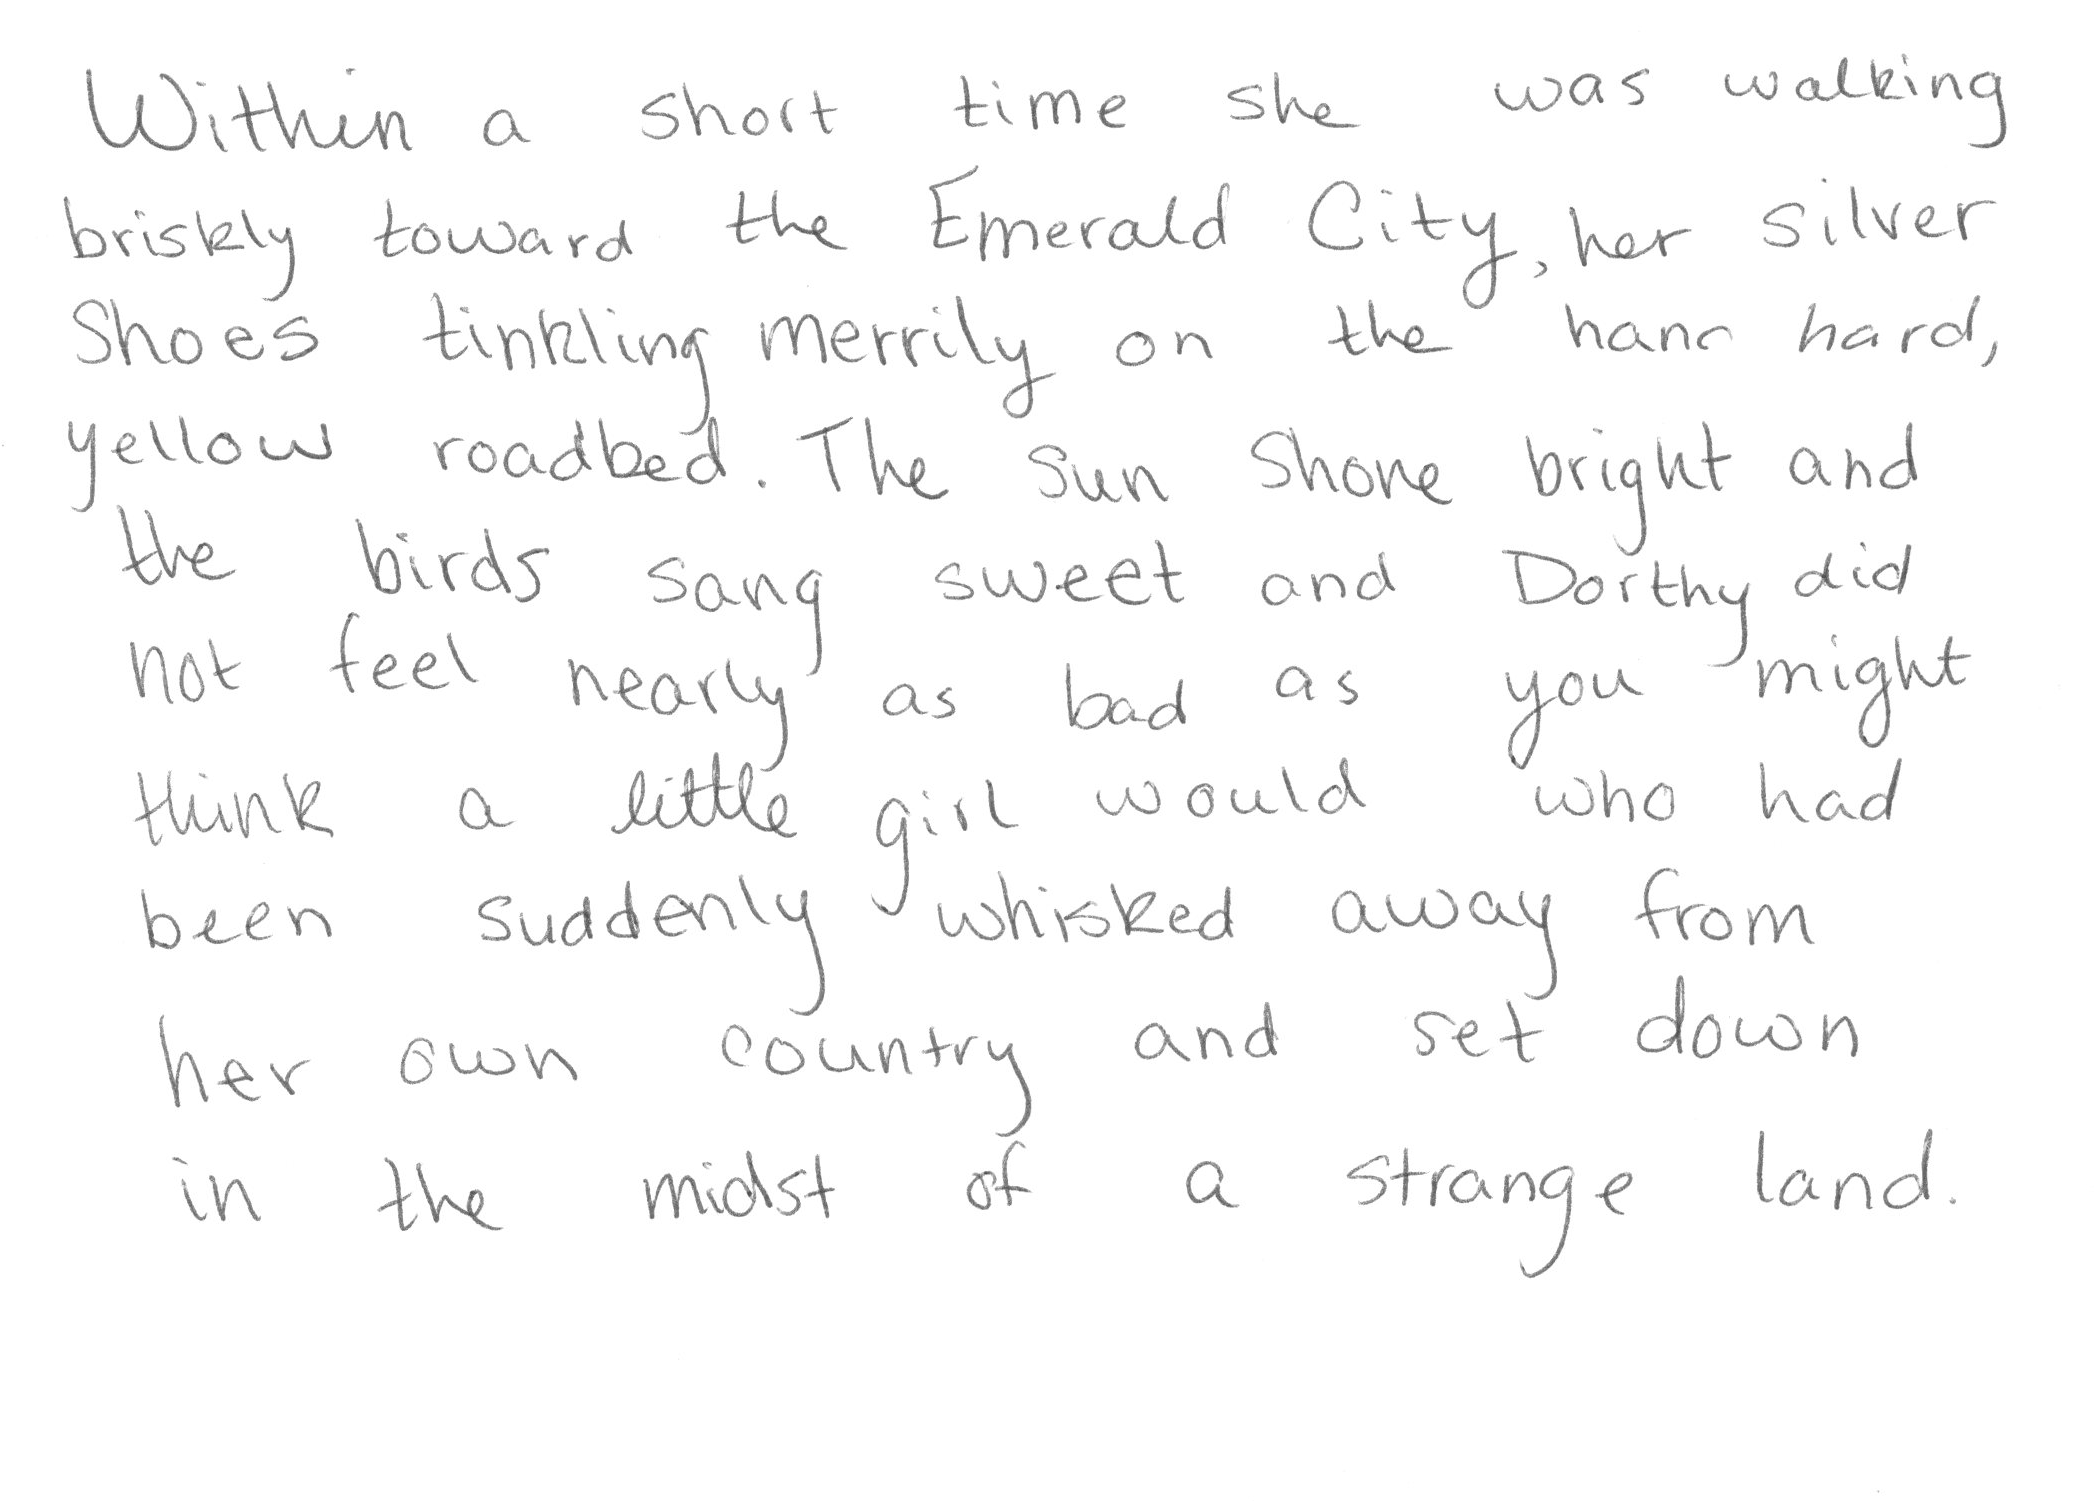 Within a short time she was walking
briskly toward the Emerald City, her silver
Shoes tinkling merrily on the hanr hard,
yellow roadbed. The sun shone bright and
the birds sang sweet and Dorthy did
not feel nearly as bad as you might
think a little girl would who had
been suddenly whisked away from
her own country and set down
in the midst of a strange land.